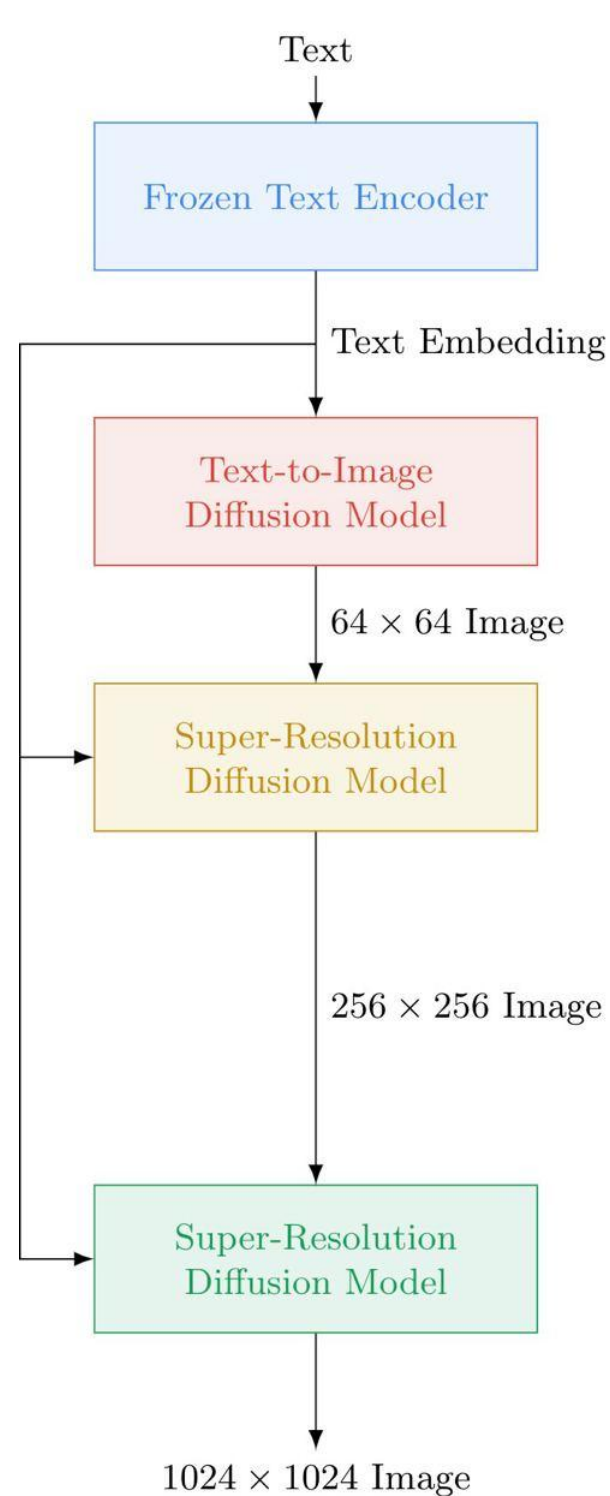 Text
Frozen Text Encoder
Text Embedding
Text-to-Image
Diffusion Model
64 × 64 Image
Super-Resolution
Diffusion Model
256 × 256 Image
Super-Resolution
Diffusion Model
1024 × 1024 Image